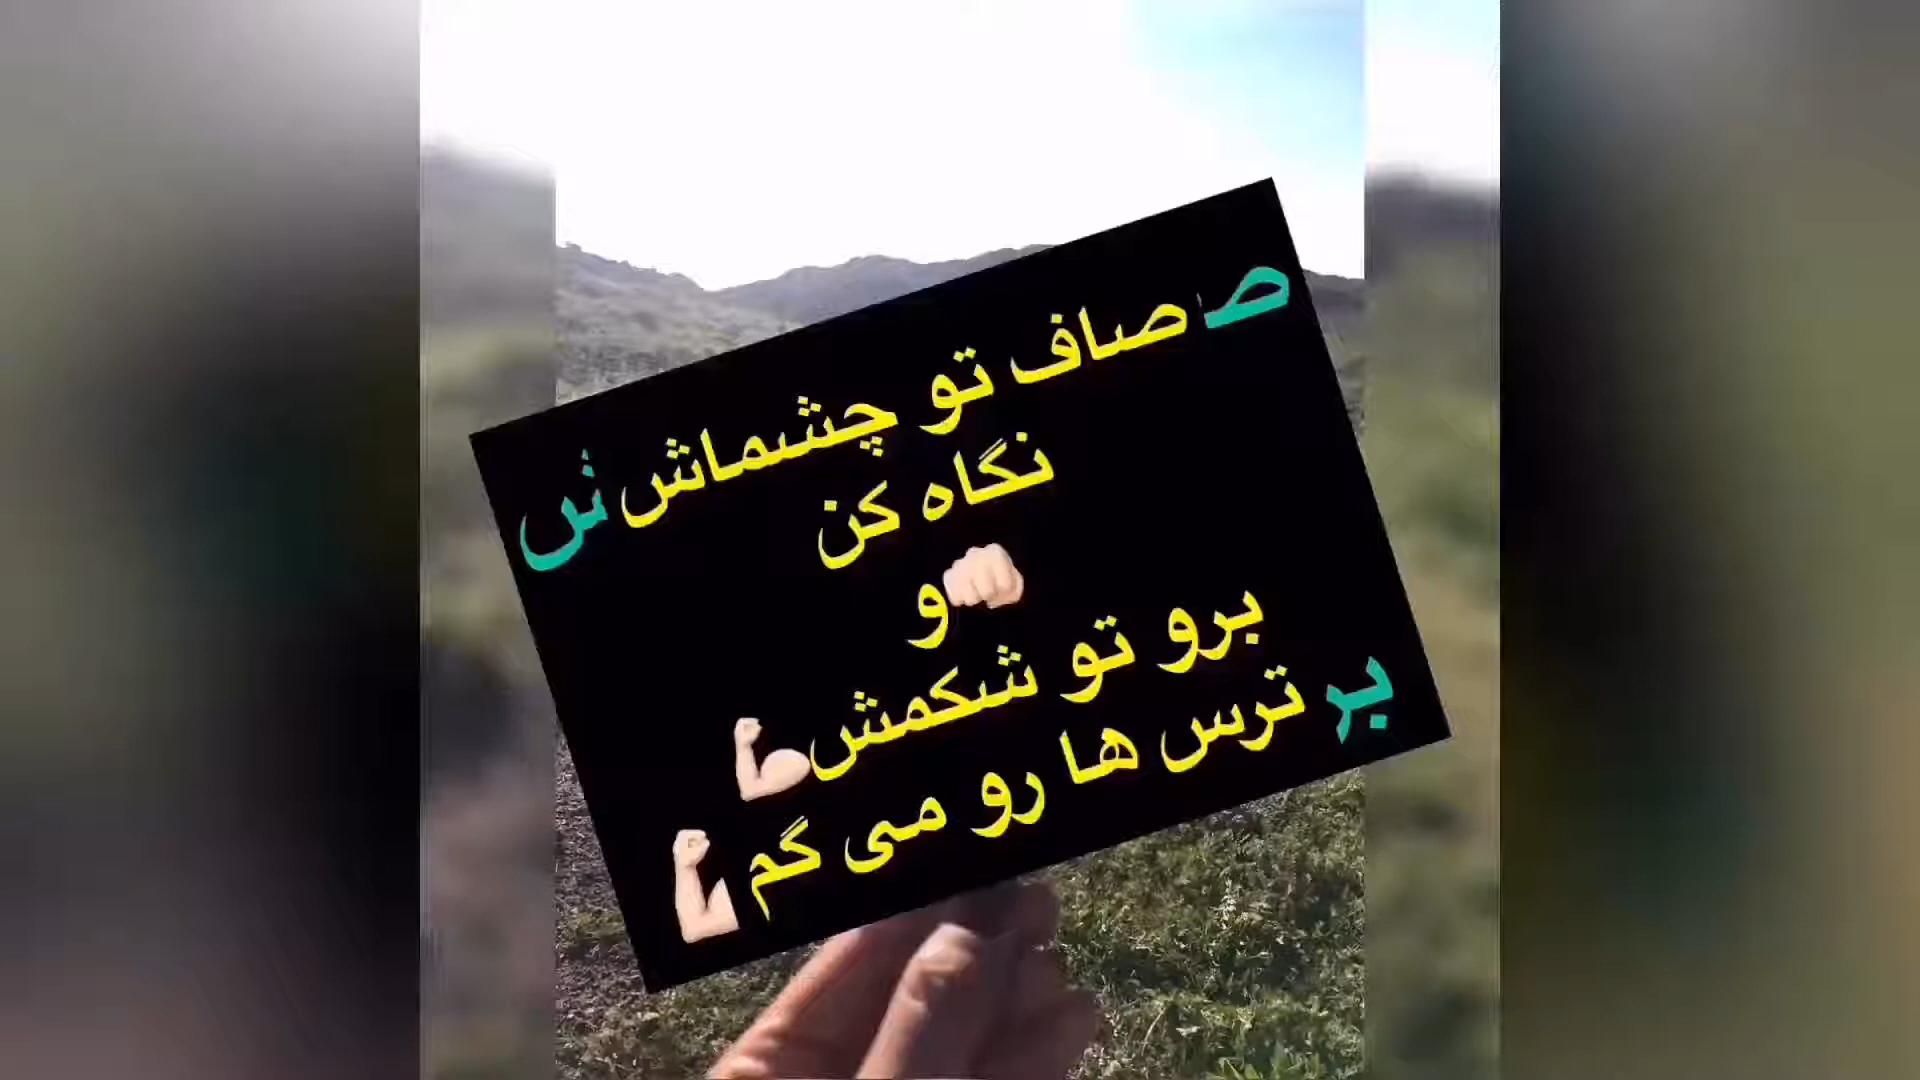 صاف تو چشماش
نگاه کن
و
برو تو شکمش
ترس ها رو می گم